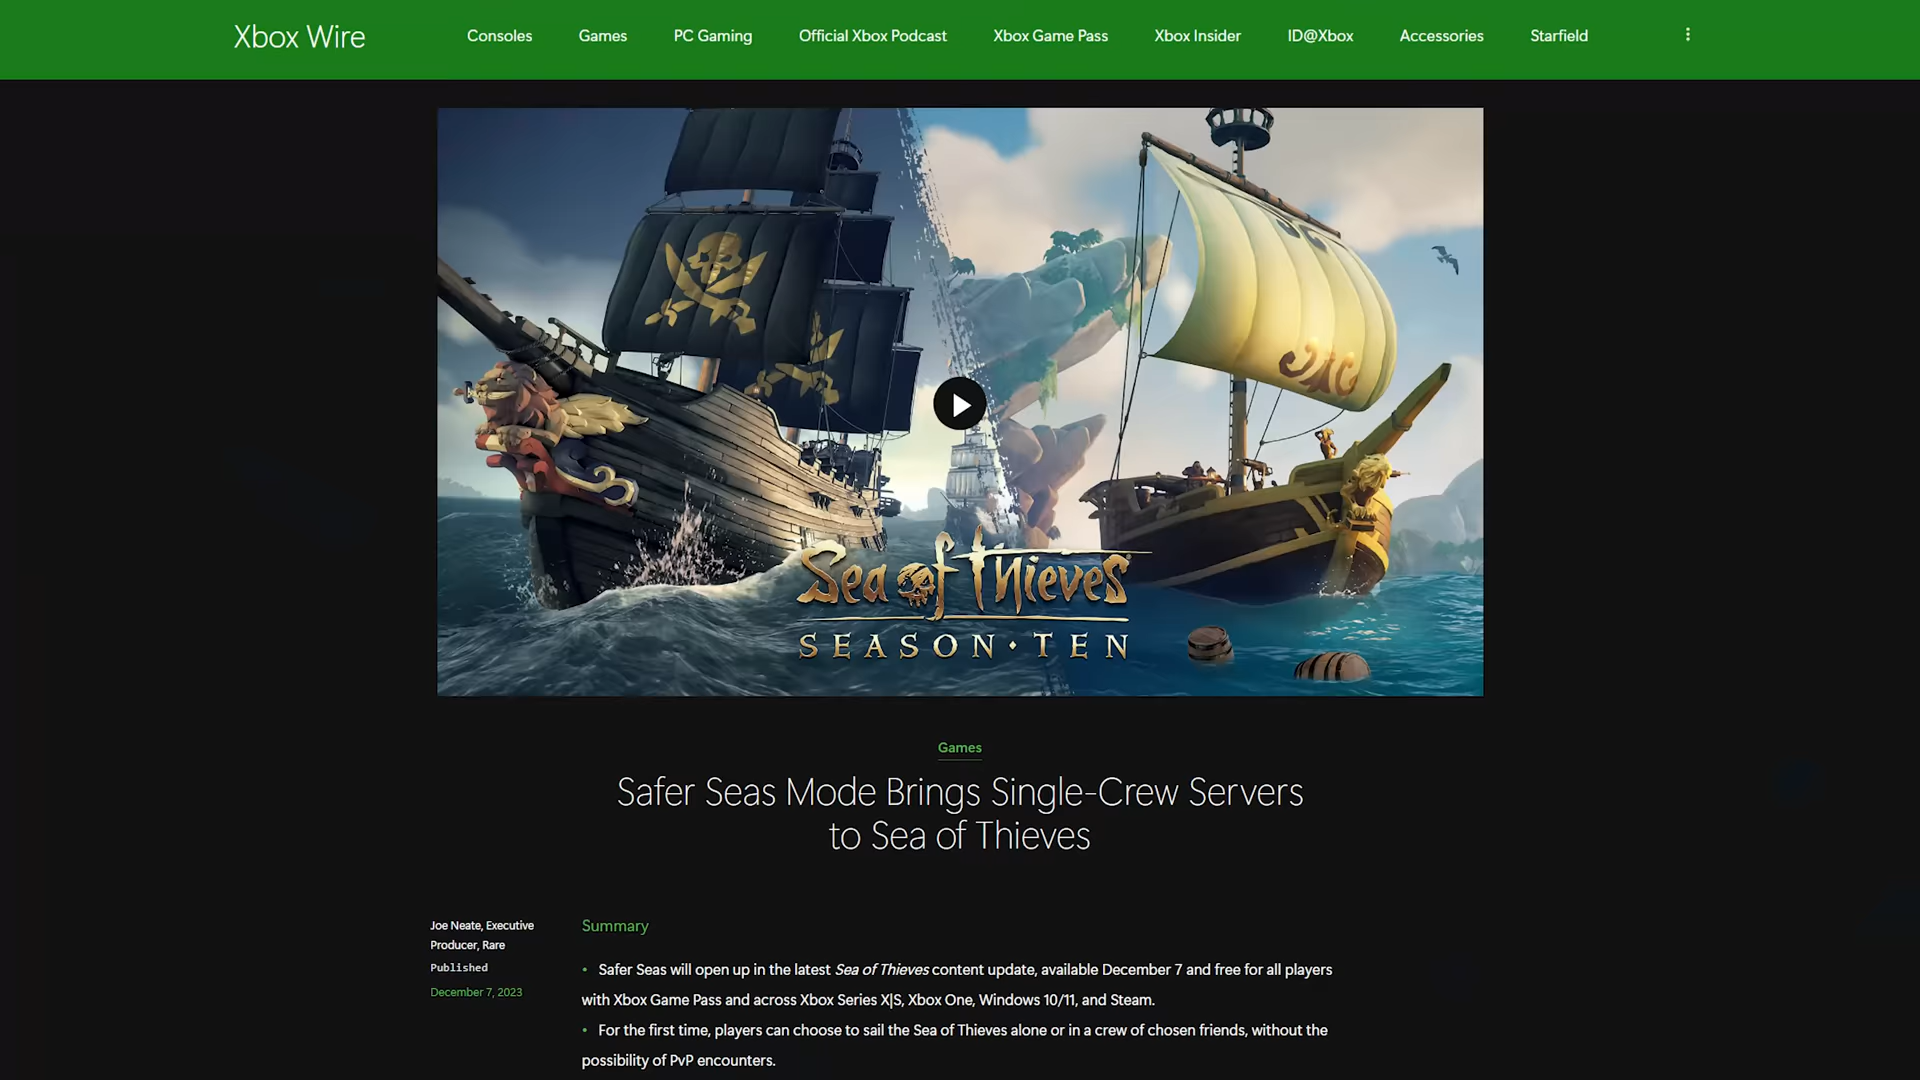 Xbox Wire
Consoles
Games
PC Gaming
Official Xbox Podcast
Xbox Game Pass
Xbox Insider
ID@Xbox
Accessories
Starfield
Sea of Thieves
SEASON · TEN
Games
Safer Seas Mode Brings Single-Crew Servers
to Sea of Thieves
Joe Neate, Executive
Producer, Rare
Published
December 7, 2023
Summary
• Safer Seas will open up in the latest Sea of Thieves content update, available December 7 and free for all players
with Xbox Game Pass and across Xbox Series X|S, Xbox One, Windows 10/11, and Steam.
• For the first time, players can choose to sail the Sea of Thieves alone or in a crew of chosen friends, without the
possibility of PvP encounters.